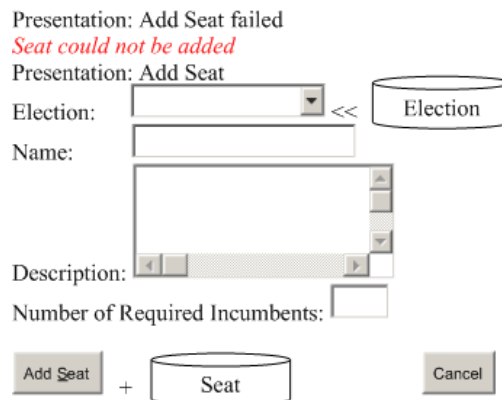 Presentation: Add Seat failed
Seat could not be added
Presentation: Add Seat
Election: << Election
Name:
Description:
Number of Required Incumbents:
Add Seat + Seat Cancel